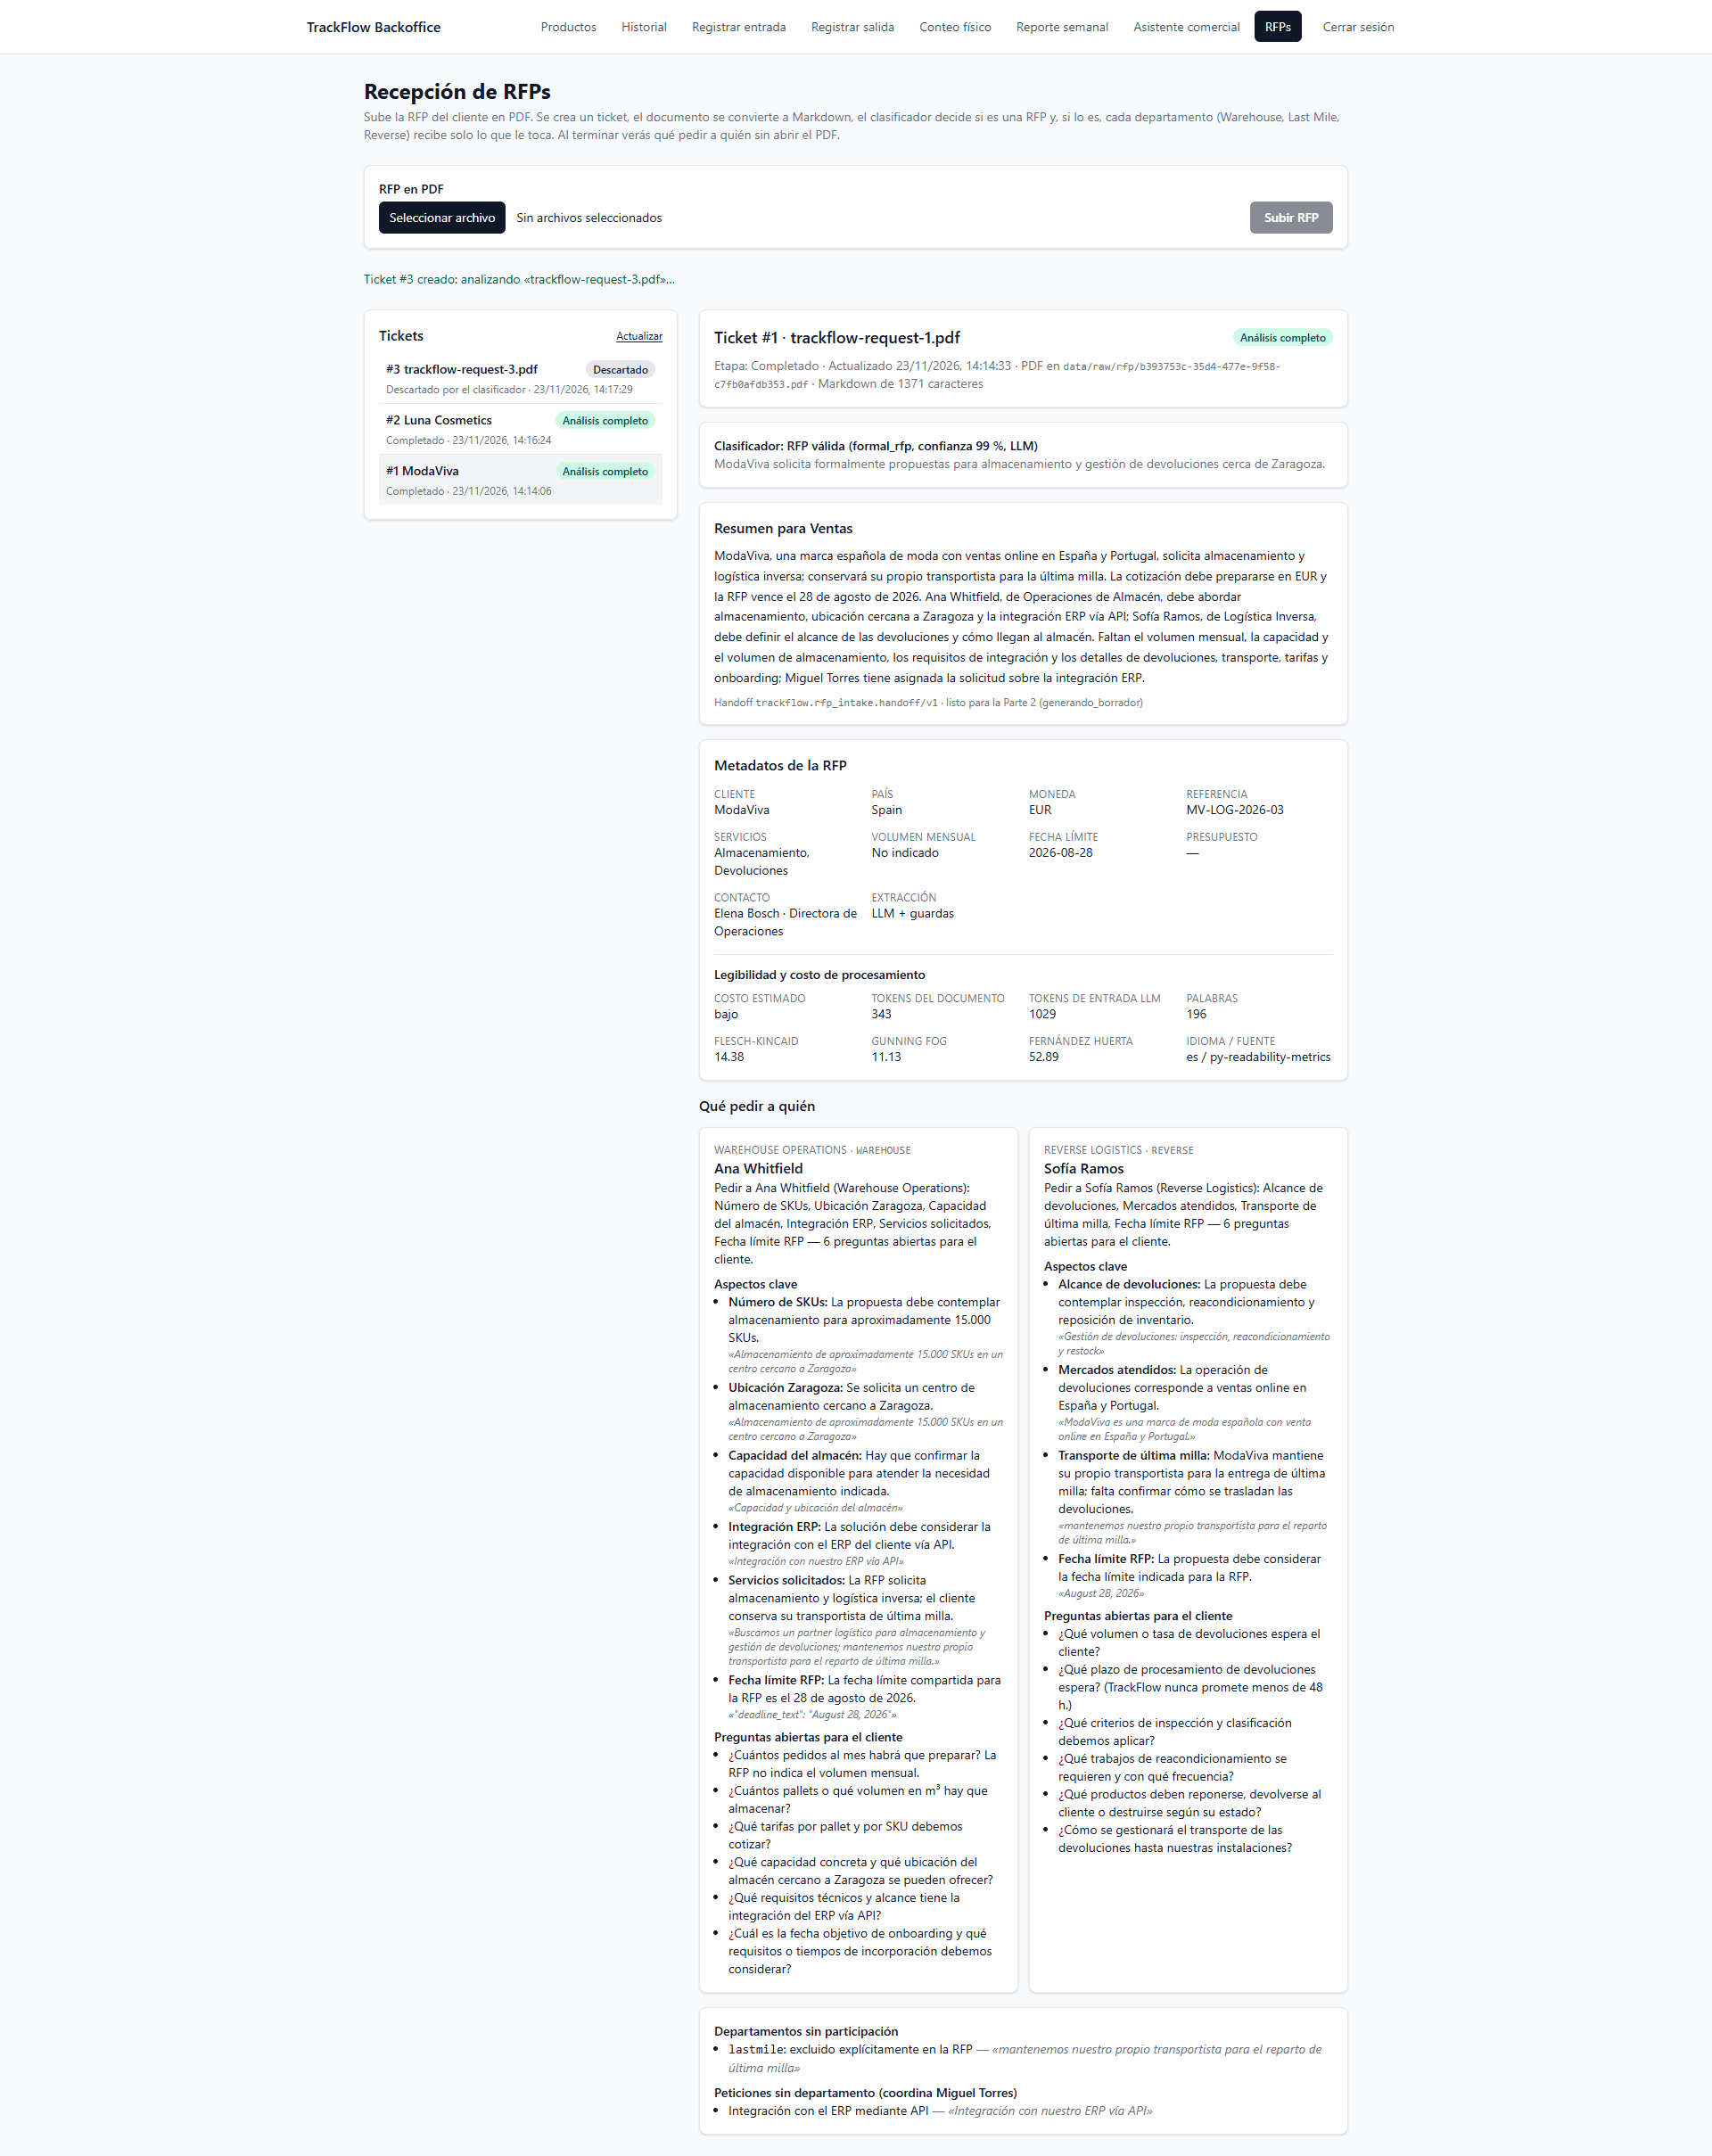 TrackFlow Backoffice
Productos
Historial
Registrar entrada
Registrar salida
Conteo físico
Reporte semanal
Asistente comercial
RFPs
Cerrar sesión
Recepción de RFPs
Sube la RFP del cliente en PDF. Se crea un ticket, el documento se convierte a Markdown, el clasificador decide si es una RFP y, si lo es, cada departamento (Warehouse, Last Mile,
Reverse) recibe solo lo que le toca. Al terminar verás qué pedir a quién sin abrir el PDF.
RFP en PDF
Seleccionar archivo
Sin archivos seleccionados
Subir RFP
Ticket #3 creado: analizando «trackflow-request-3.pdf»...
Tickets
Actualizar
#3 trackflow-request-3.pdf
Descartado
Descartado por el clasificador · 23/11/2026, 14:17:29
#2 Luna Cosmetics
Análisis completo
Completado · 23/11/2026, 14:16:24
#1 ModaViva
Análisis completo
Completado · 23/11/2026, 14:14:06
Ticket #1 · trackflow-request-1.pdf
Análisis completo
Etapa: Completado · Actualizado 23/11/2026, 14:14:33 · PDF en data/raw/rfp/b393753c-35d4-477e-9f58-
c7fb0afdb353.pdf · Markdown de 1371 caracteres
Clasificador: RFP válida (formal_rfp, confianza 99 %, LLM)
ModaViva solicita formalmente propuestas para almacenamiento y gestión de devoluciones cerca de Zaragoza.
Resumen para Ventas
ModaViva, una marca española de moda con ventas online en España y Portugal, solicita almacenamiento y
logística inversa; conservará su propio transportista para la última milla. La cotización debe prepararse en EUR y
la RFP vence el 28 de agosto de 2026. Ana Whitfield, de Operaciones de Almacén, debe abordar
almacenamiento, ubicación cercana a Zaragoza y la integración ERP vía API; Sofía Ramos, de Logística Inversa,
debe definir el alcance de las devoluciones y cómo llegan al almacén. Faltan el volumen mensual, la capacidad y
el volumen de almacenamiento, los requisitos de integración y los detalles de devoluciones, transporte, tarifas y
onboarding; Miguel Torres tiene asignada la solicitud sobre la integración ERP.
Handoff trackflow.rfp_intake.handoff/v1 · listo para la Parte 2 (generando_borrador)
Metadatos de la RFP
CLIENTE
ModaViva
PAÍS
Spain
MONEDA
EUR
REFERENCIA
MV-LOG-2026-03
SERVICIOS
Almacenamiento,
Devoluciones
VOLUMEN MENSUAL
No indicado
FECHA LÍMITE
2026-08-28
PRESUPUESTO
—
CONTACTO
Elena Bosch · Directora de
Operaciones
EXTRACCIÓN
LLM + guardas
Legibilidad y costo de procesamiento
COSTO ESTIMADO
bajo
TOKENS DEL DOCUMENTO
343
TOKENS DE ENTRADA LLM
1029
PALABRAS
196
FLESCH-KINCAID
14.38
GUNNING FOG
11.13
FERNÁNDEZ HUERTA
52.89
IDIOMA / FUENTE
es / py-readability-metrics
Qué pedir a quién
WAREHOUSE OPERATIONS · WAREHOUSE
Ana Whitfield
Pedir a Ana Whitfield (Warehouse Operations):
Número de SKUs, Ubicación Zaragoza, Capacidad
del almacén, Integración ERP, Servicios solicitados,
Fecha límite RFP — 6 preguntas abiertas para el
cliente.
Aspectos clave
• Número de SKUs: La propuesta debe contemplar
almacenamiento para aproximadamente 15.000
SKUs.
«Almacenamiento de aproximadamente 15.000 SKUs en un
centro cercano a Zaragoza»
• Ubicación Zaragoza: Se solicita un centro de
almacenamiento cercano a Zaragoza.
«Almacenamiento de aproximadamente 15.000 SKUs en un
centro cercano a Zaragoza»
• Capacidad del almacén: Hay que confirmar la
capacidad disponible para atender la necesidad
de almacenamiento indicada.
«Capacidad y ubicación del almacén»
• Integración ERP: La solución debe considerar la
integración con el ERP del cliente vía API.
«Integración con nuestro ERP vía API»
• Servicios solicitados: La RFP solicita
almacenamiento y logística inversa; el cliente
conserva su transportista de última milla.
«Buscamos un partner logístico para almacenamiento y
gestión de devoluciones; mantenemos nuestro propio
transportista para el reparto de última milla.»
• Fecha límite RFP: La fecha límite compartida para
la RFP es el 28 de agosto de 2026.
«"deadline_text": "August 28, 2026"»
Preguntas abiertas para el cliente
• ¿Cuántos pedidos al mes habrá que preparar? La
RFP no indica el volumen mensual.
• ¿Cuántos pallets o qué volumen en m³ hay que
almacenar?
• ¿Qué tarifas por pallet y por SKU debemos
cotizar?
• ¿Qué capacidad concreta y qué ubicación del
almacén cercano a Zaragoza se pueden ofrecer?
• ¿Qué requisitos técnicos y alcance tiene la
integración del ERP vía API?
• ¿Cuál es la fecha objetivo de onboarding y qué
requisitos o tiempos de incorporación debemos
considerar?
REVERSE LOGISTICS · REVERSE
Sofía Ramos
Pedir a Sofía Ramos (Reverse Logistics): Alcance de
devoluciones, Mercados atendidos, Transporte de
última milla, Fecha límite RFP — 6 preguntas
abiertas para el cliente.
Aspectos clave
• Alcance de devoluciones: La propuesta debe
contemplar inspección, reacondicionamiento y
reposición de inventario.
«Gestión de devoluciones: inspección, reacondicionamiento
y restock»
• Mercados atendidos: La operación de
devoluciones corresponde a ventas online en
España y Portugal.
«ModaViva es una marca de moda española con venta
online en España y Portugal.»
• Transporte de última milla: ModaViva mantiene
su propio transportista para la entrega de última
milla; falta confirmar cómo se trasladan las
devoluciones.
«mantenemos nuestro propio transportista para el reparto
de última milla.»
• Fecha límite RFP: La propuesta debe considerar
la fecha límite indicada para la RFP.
«August 28, 2026»
Preguntas abiertas para el cliente
• ¿Qué volumen o tasa de devoluciones espera el
cliente?
• ¿Qué plazo de procesamiento de devoluciones
espera? (TrackFlow nunca promete menos de 48
h.)
• ¿Qué criterios de inspección y clasificación
debemos aplicar?
• ¿Qué trabajos de reacondicionamiento se
requieren y con qué frecuencia?
• ¿Qué productos deben reponerse, devolverse al
cliente o destruirse según su estado?
• ¿Cómo se gestionará el transporte de las
devoluciones hasta nuestras instalaciones?
Departamentos sin participación
• lastmile: excluido explícitamente en la RFP — «mantenemos nuestro propio transportista para el reparto de
última milla»
Peticiones sin departamento (coordina Miguel Torres)
• Integración con el ERP mediante API — «Integración con nuestro ERP vía API»